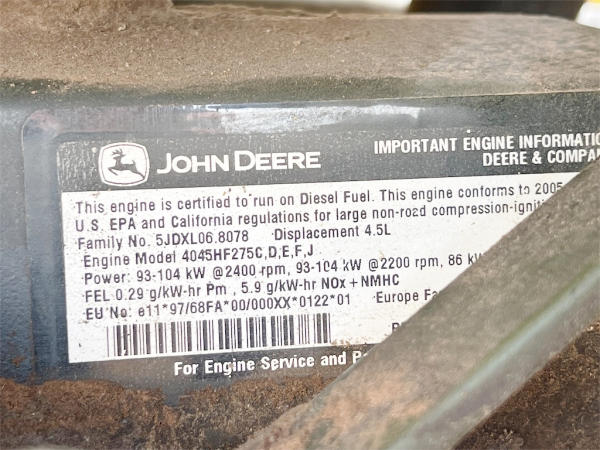 JOHN DEERE
IMPORTANT ENGINE INFORMATIO
DEERE & COMPA
This engine is certified to run on Diesel Fuel. This engine conforms to 2005
U.S. EPA and California regulations for large non-road compression-igniti
Family No. 5JDXL06.8078 Displacement 4.5L
Engine Model 4045HF275C,D,E,F,J
Power: 93-104 kW @2400 rpm, 93-104 kW @2200 rpm, 86 kW
FEL 0.29 g/kW-hr Pm , 5.9 g/kW-hr NOx + NMHC
EU No: e11*97/68FA*00/000XX*0122*01 Europe Fa
For Engine Service and Pa